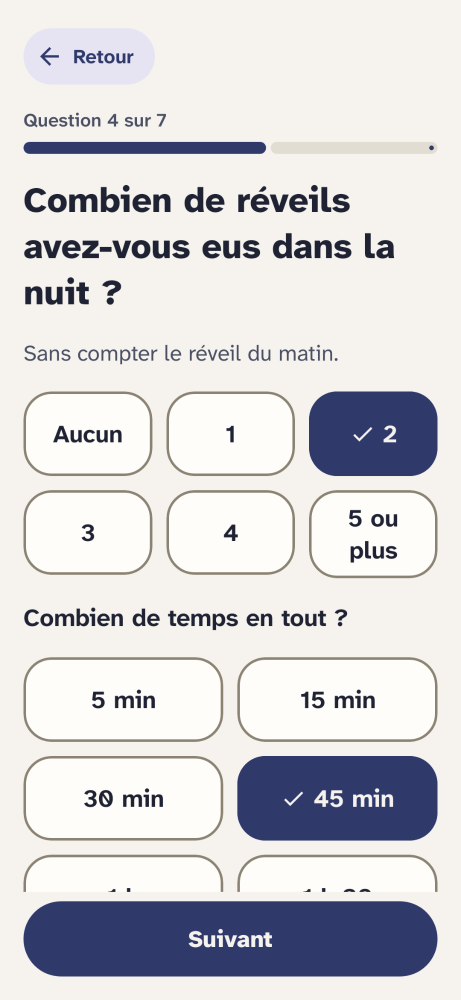 Retour
Question 4 sur 7
Combien de réveils
avez-vous eus dans la
nuit ?
Sans compter le réveil du matin.
Aucun
1
2
3
4
5 ou
plus
Combien de temps en tout ?
5 min
15 min
30 min
45 min
Suivant